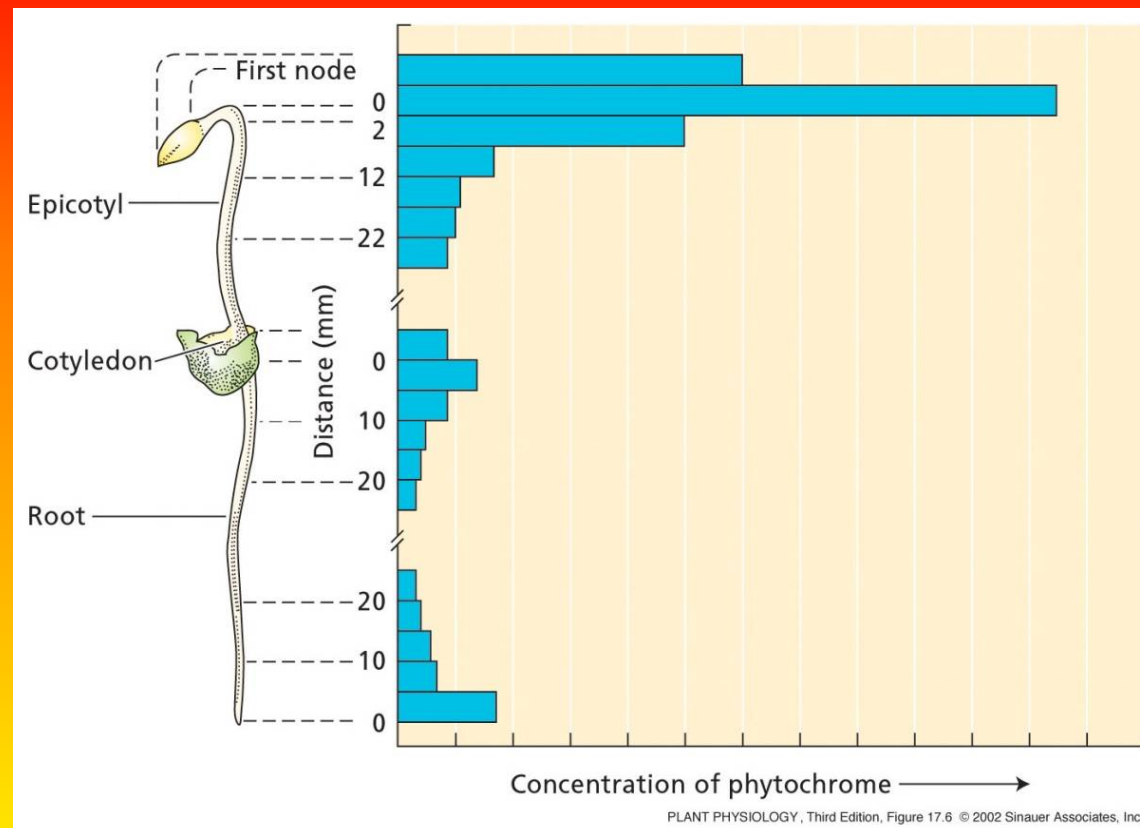 First node
0
2
12
Epicotyl
22
Distance (mm)
Cotyledon
0
10
20
Root
20
10
0
Concentration of phytochrome
PLANT PHYSIOLOGY, Third Edition, Figure 17.6 © 2002 Sinauer Associates, Inc